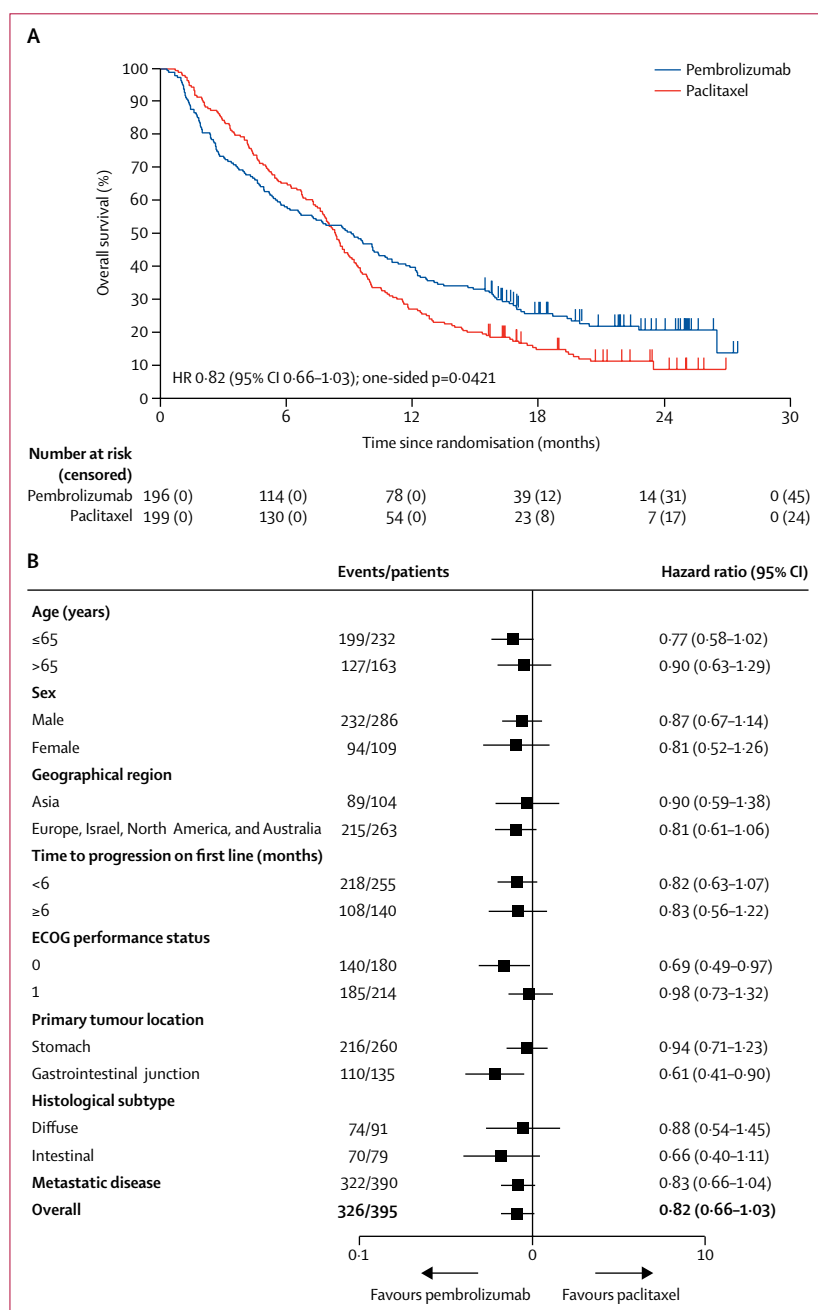 A
Pembrolizumab
Paclitaxel
100
90
80
70
60
50
40
30
20
10
0
Overall survival (%)
HR 0·82 (95% CI 0·66–1·03); one-sided p=0·0421
0 6 12 18 24 30
Time since randomisation (months)
Number at risk
(censored)
Pembrolizumab 196 (0) 114 (0) 78 (0) 39 (12) 14 (31) 0 (45)
Paclitaxel 199 (0) 130 (0) 54 (0) 23 (8) 7 (17) 0 (24)
B
Events/patients Hazard ratio (95% CI)
Age (years)
≤65 199/232 0·77 (0·58–1·02)
>65 127/163 0·90 (0·63–1·29)
Sex
Male 232/286 0·87 (0·67–1·14)
Female 94/109 0·81 (0·52–1·26)
Geographical region
Asia 89/104 0·90 (0·59–1·38)
Europe, Israel, North America, and Australia 215/263 0·81 (0·61–1·06)
Time to progression on first line (months)
<6 218/255 0·82 (0·63–1·07)
≥6 108/140 0·83 (0·56–1·22)
ECOG performance status
0 140/180 0·69 (0·49–0·97)
1 185/214 0·98 (0·73–1·32)
Primary tumour location
Stomach 216/260 0·94 (0·71–1·23)
Gastrointestinal junction 110/135 0·61 (0·41–0·90)
Histological subtype
Diffuse 74/91 0·88 (0·54–1·45)
Intestinal 70/79 0·66 (0·40–1·11)
Metastatic disease 322/390 0·83 (0·66–1·04)
Overall 326/395 0·82 (0·66–1·03)
0·1 0 10
Favours pembrolizumab Favours paclitaxel